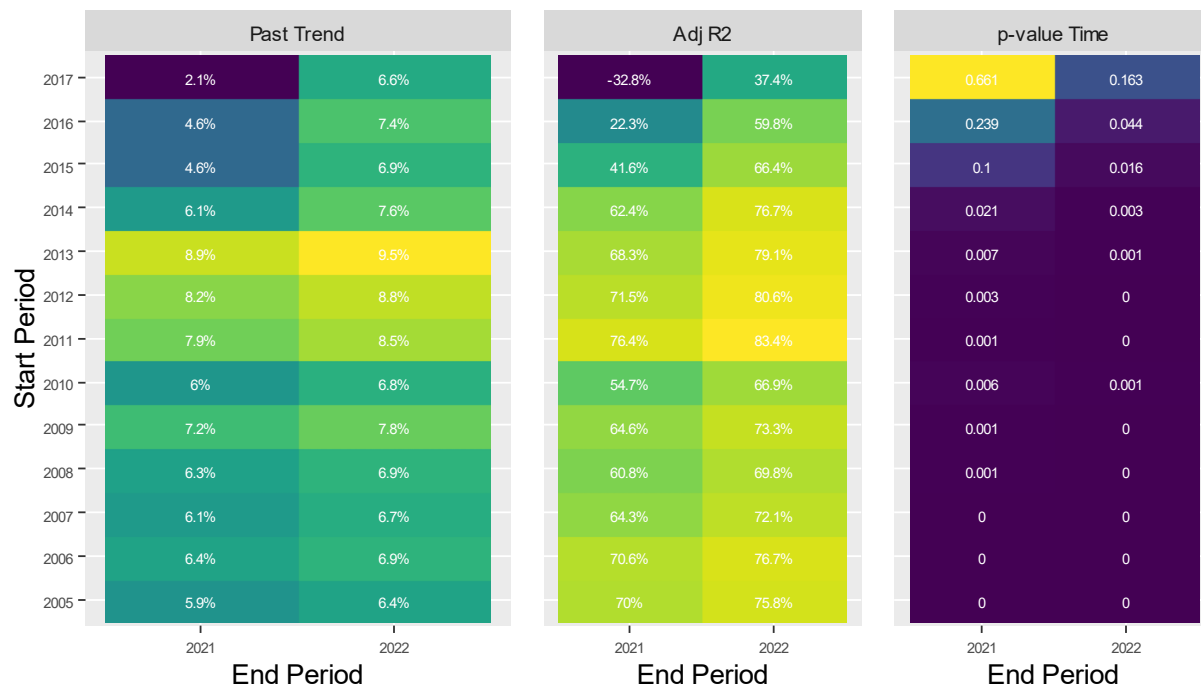 Past Trend Adj R2 p-value Time
2017 2.1% 6.6% -32.8% 37.4% 0.661 0.163
2016 4.6% 7.4% 22.3% 59.8% 0.239 0.044
2015 4.6% 6.9% 41.6% 66.4% 0.1 0.016
2014 6.1% 7.6% 62.4% 76.7% 0.021 0.003
2013 8.9% 9.5% 68.3% 79.1% 0.007 0.001
2012 8.2% 8.8% 71.5% 80.6% 0.003 0
2011 7.9% 8.5% 76.4% 83.4% 0.001 0
2010 6% 6.8% 54.7% 66.9% 0.006 0.001
2009 7.2% 7.8% 64.6% 73.3% 0.001 0
2008 6.3% 6.9% 60.8% 69.8% 0.001 0
2007 6.1% 6.7% 64.3% 72.1% 0 0
2006 6.4% 6.9% 70.6% 76.7% 0 0
2005 5.9% 6.4% 70% 75.8% 0 0
Start Period
2021 2022 2021 2022 2021 2022
End Period End Period End Period